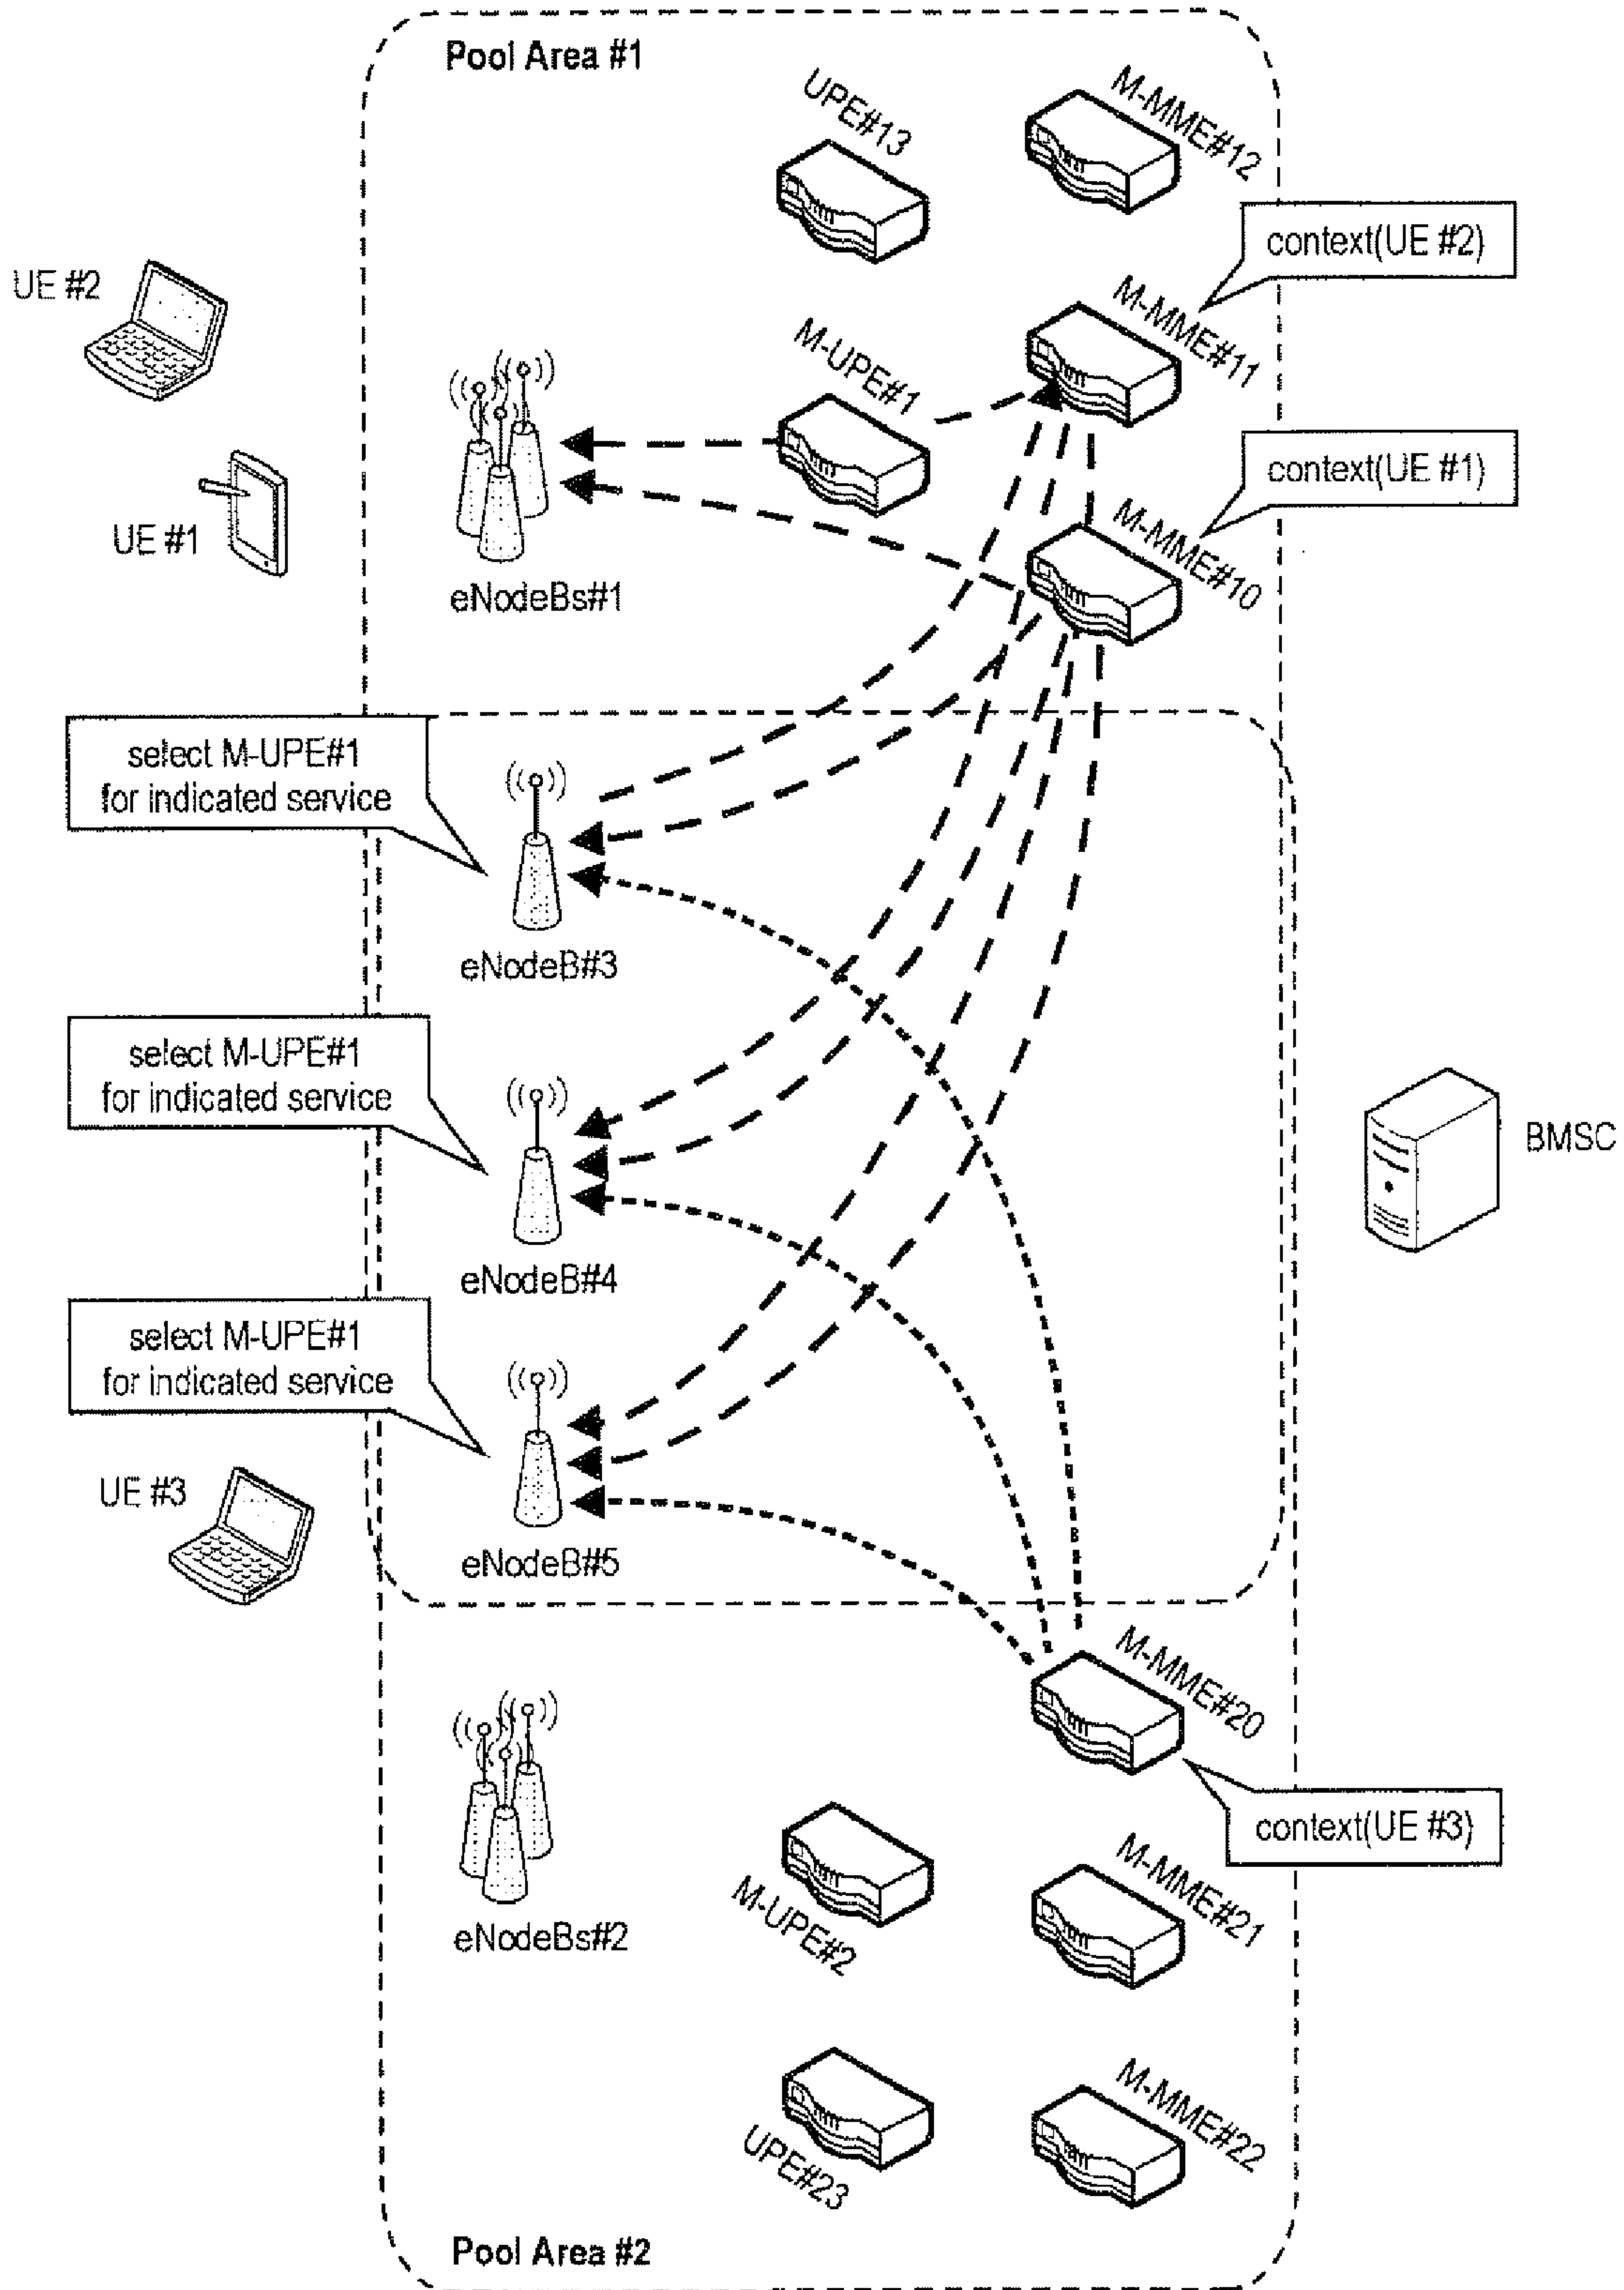 Pool Area #1
UPE#13
M-MME#12
context(UE #2)
UE #2
M-UPE#1
M-MME#11
context(UE #1)
UE #1
eNodeBs#1
M-MME#10
select M-UPE#1
for indicated service
eNodeB#3
select M-UPE#1
for indicated service
BMSC
eNodeB#4
select M-UPE#1
for indicated service
UE #3
eNodeB#5
M-MME#20
context(UE #3)
eNodeBs#2
M-UPE#2
M-MME#21
UPE#23
M-MME#22
Pool Area #2